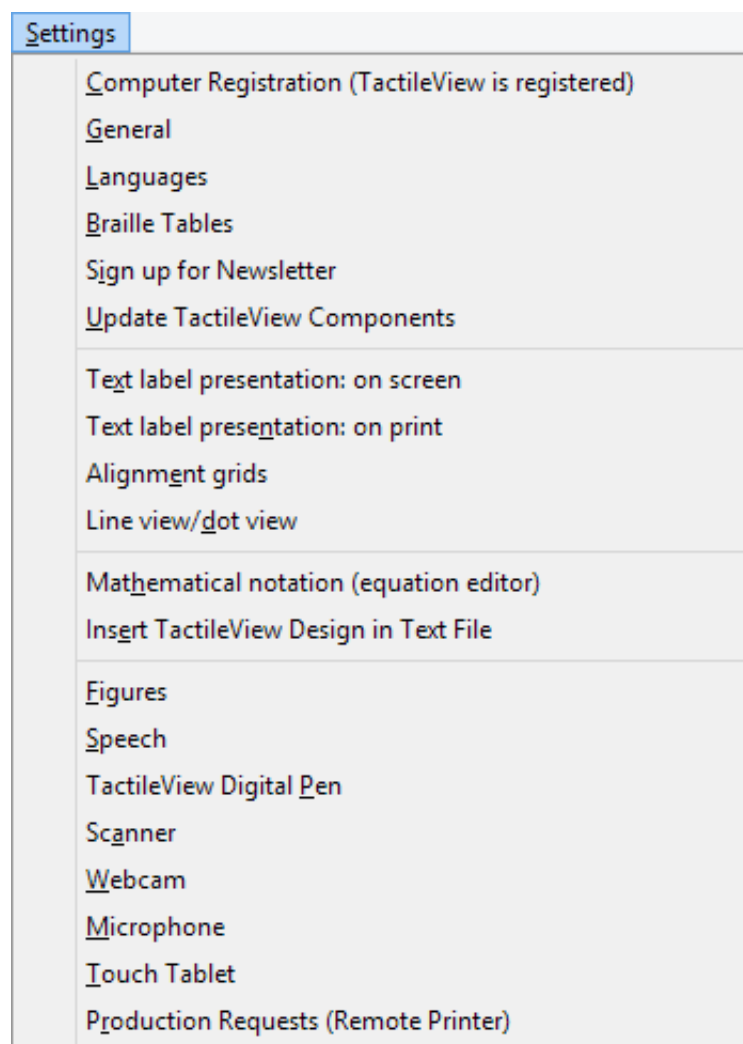 Settings
Computer Registration (TactileView is registered)
General
Languages
Braille Tables
Sign up for Newsletter
Update TactileView Components
Text label presentation: on screen
Text label presentation: on print
Alignment grids
Line view/dot view
Mathematical notation (equation editor)
Insert TactileView Design in Text File
Figures
Speech
TactileView Digital Pen
Scanner
Webcam
Microphone
Touch Tablet
Production Requests (Remote Printer)